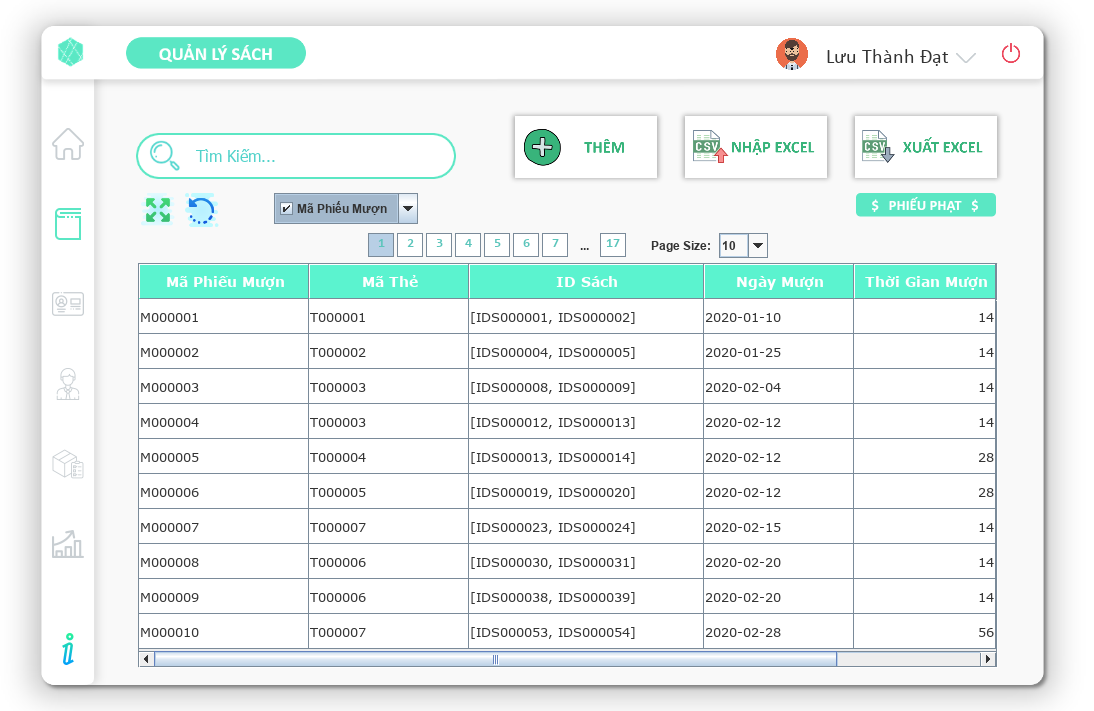 QUẢN LÝ SÁCH
Lưu Thành Đạt
Tìm Kiếm...
THÊM
CSV NHẬP EXCEL
CSV XUẤT EXCEL
Mã Phiếu Mượn
$ PHIẾU PHẠT $
1 2 3 4 5 6 7 ... 17 Page Size: 10
Mã Phiếu Mượn Mã Thẻ ID Sách Ngày Mượn Thời Gian Mượn
M000001 T000001 [IDS000001, IDS000002] 2020-01-10 14
M000002 T000002 [IDS000004, IDS000005] 2020-01-25 14
M000003 T000003 [IDS000008, IDS000009] 2020-02-04 14
M000004 T000003 [IDS000012, IDS000013] 2020-02-12 14
M000005 T000004 [IDS000013, IDS000014] 2020-02-12 28
M000006 T000005 [IDS000019, IDS000020] 2020-02-12 28
M000007 T000007 [IDS000023, IDS000024] 2020-02-15 14
M000008 T000006 [IDS000030, IDS000031] 2020-02-20 14
M000009 T000006 [IDS000038, IDS000039] 2020-02-20 14
M000010 T000007 [IDS000053, IDS000054] 2020-02-28 56